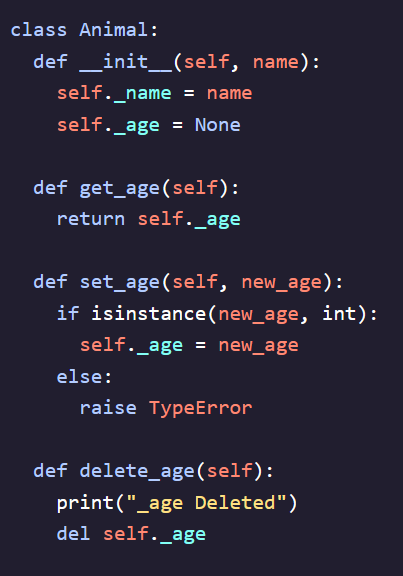 class Animal:
  def __init__(self, name):
    self._name = name
    self._age = None

  def get_age(self):
    return self._age

  def set_age(self, new_age):
    if isinstance(new_age, int):
      self._age = new_age
    else:
      raise TypeError

  def delete_age(self):
    print("_age Deleted")
    del self._age